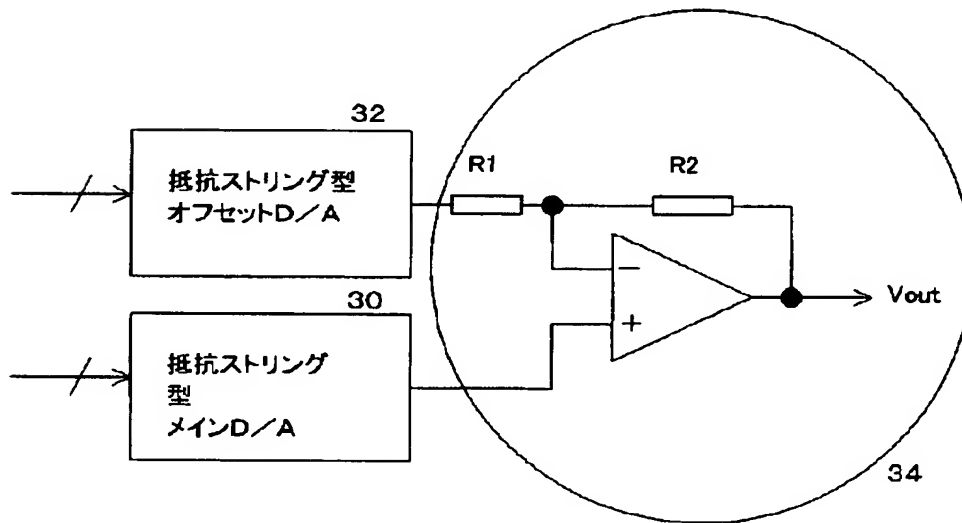 32
抵抗ストリング型
オフセットD／A
R1
R2
−
+
Vout
30
抵抗ストリング
型
メインD／A
34